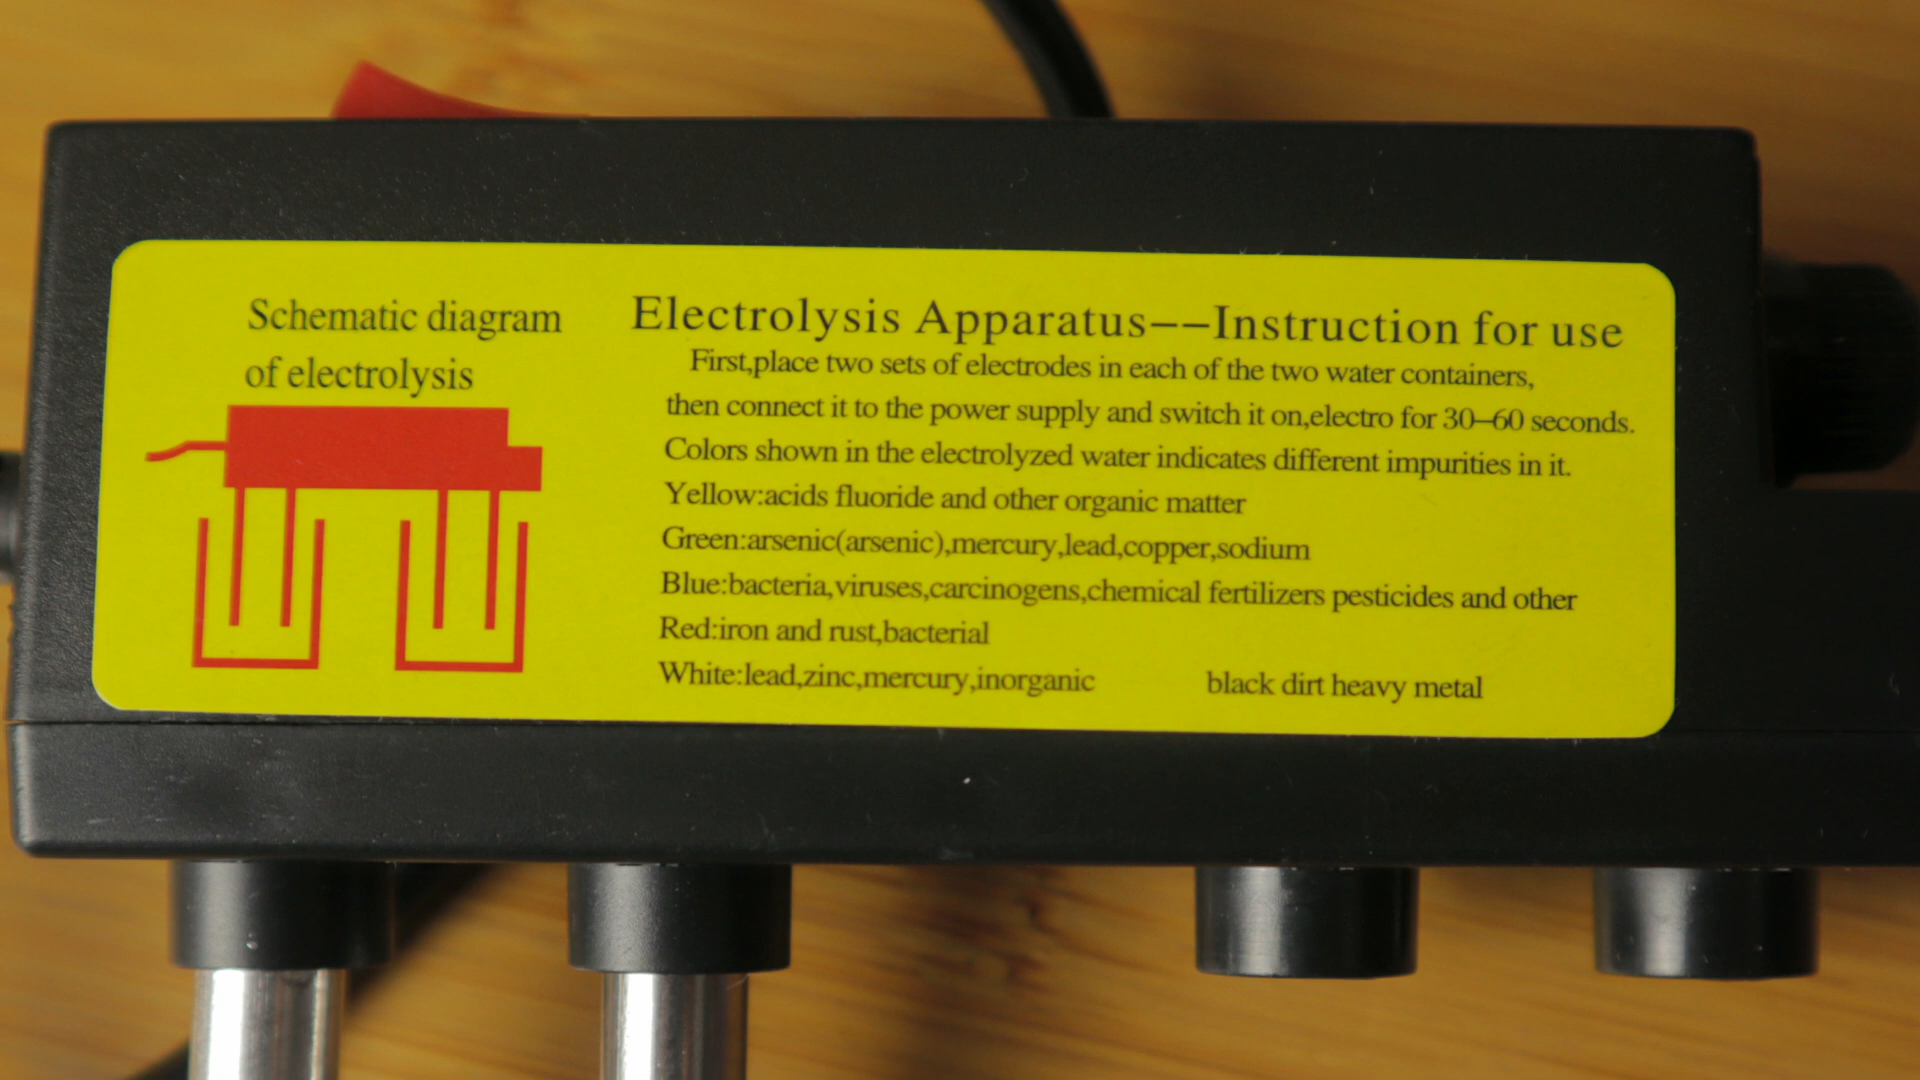 Schematic diagram
of electrolysis
Electrolysis Apparatus——Instruction for use
First,place two sets of electrodes in each of the two water containers,
then connect it to the power supply and switch it on,electro for 30–60 seconds.
Colors shown in the electrolyzed water indicates different impurities in it.
Yellow:acids fluoride and other organic matter
Green:arsenic(arsenic),mercury,lead,copper,sodium
Blue:bacteria,viruses,carcinogens,chemical fertilizers pesticides and other
Red:iron and rust,bacterial
White:lead,zinc,mercury,inorganic black dirt heavy metal